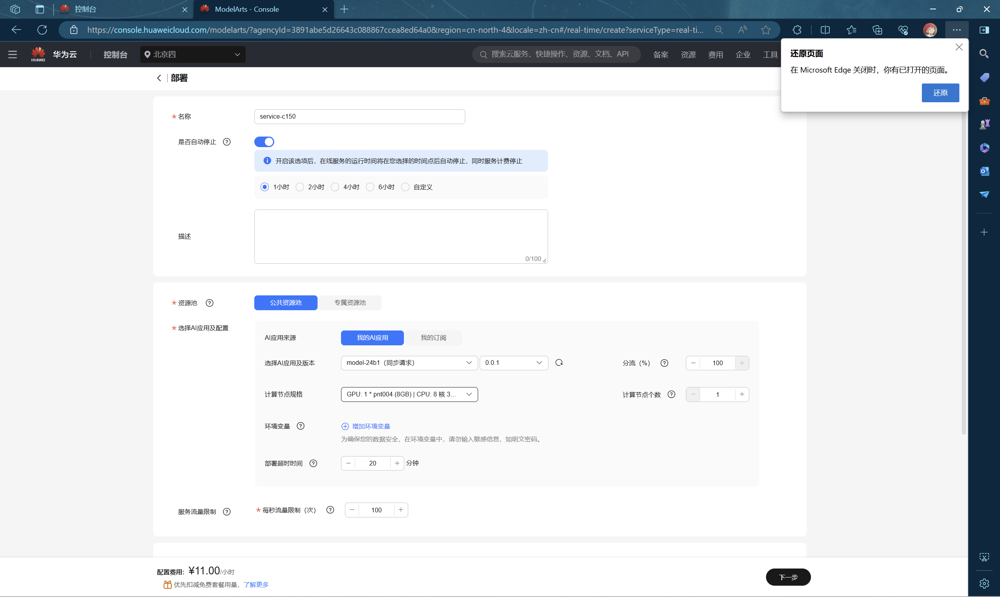 控制台
ModelArts - Console
https://console.huaweicloud.com/modelarts/?agencyId=3891abe5d26643c088867ccea8ed64a0&region=cn-north-4&locale=zh-cn#/real-time/create?serviceType=real-ti...
HUAWEI
华为云
控制台
北京四
搜索云服务、快捷操作、资源、文档、API
备案
资源
费用
企业
工具
还原页面
在 Microsoft Edge 关闭时，你有已打开的页面。
还原
部署
* 名称
service-c150
是否自动停止
开启该选项后，在线服务的运行时间将在您选择的时间点后自动停止，同时服务计费停止
1小时
2小时
4小时
6小时
自定义
描述
0/100
* 资源池
公共资源池
专属资源池
* 选择AI应用及配置
AI应用来源
我的AI应用
我的订阅
选择AI应用及版本
model-24b1（同步请求）
0.0.1
分流（%）
100
计算节点规格
GPU: 1 * pnt004 (8GB) | CPU: 8 核 3...
计算节点个数
1
环境变量
增加环境变量
为确保您的数据安全，在环境变量中，请勿输入敏感信息，如明文密码。
部署超时时间
20
分钟
服务流量限制
* 每秒流量限制（次）
100
配置费用: ¥11.00/小时
优先扣减免费套餐用量，了解更多
下一步